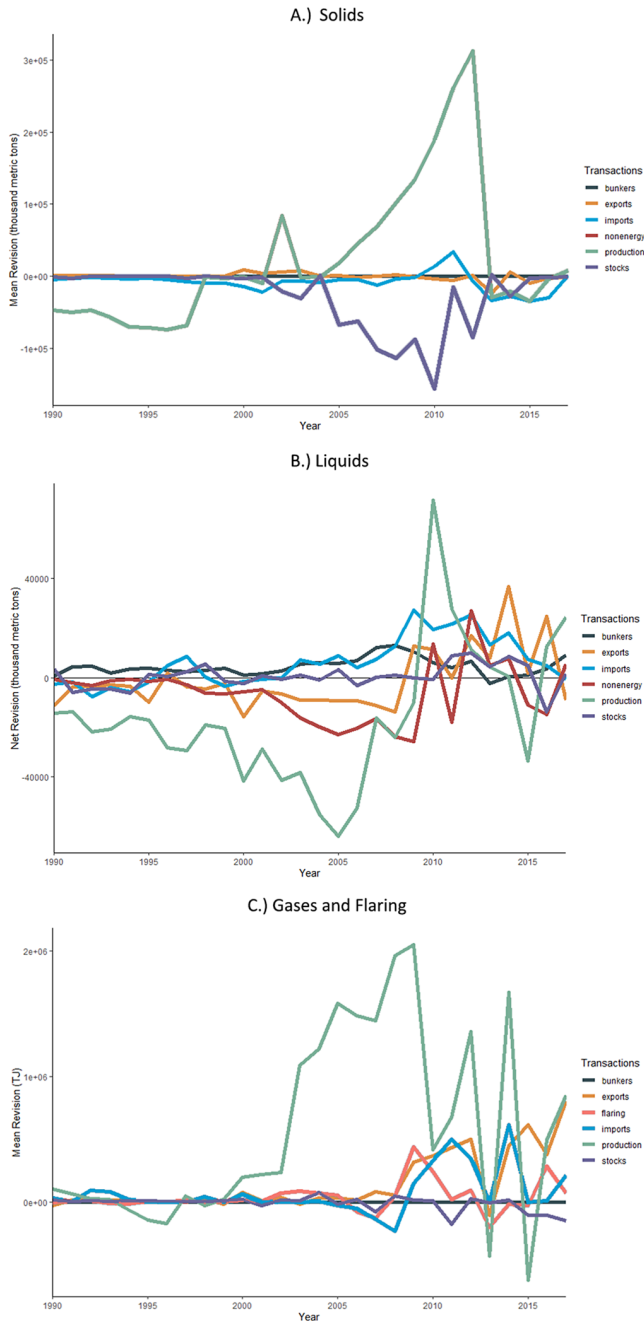 A.) Solids
Mean Revision (thousand metric tons)
3e+05
2e+05
1e+05
0e+00
-1e+05
1990 1995 2000 2005 2010 2015
Year
Transactions
bunkers
exports
imports
nonenergy
production
stocks
B.) Liquids
Net Revision (thousand metric tons)
40000
0
-40000
1990 1995 2000 2005 2010 2015
Year
Transactions
bunkers
exports
imports
nonenergy
production
stocks
C.) Gases and Flaring
Mean Revision (TJ)
2e+06
1e+06
0e+00
1990 1995 2000 2005 2010 2015
Year
Transactions
bunkers
exports
flaring
imports
production
stocks